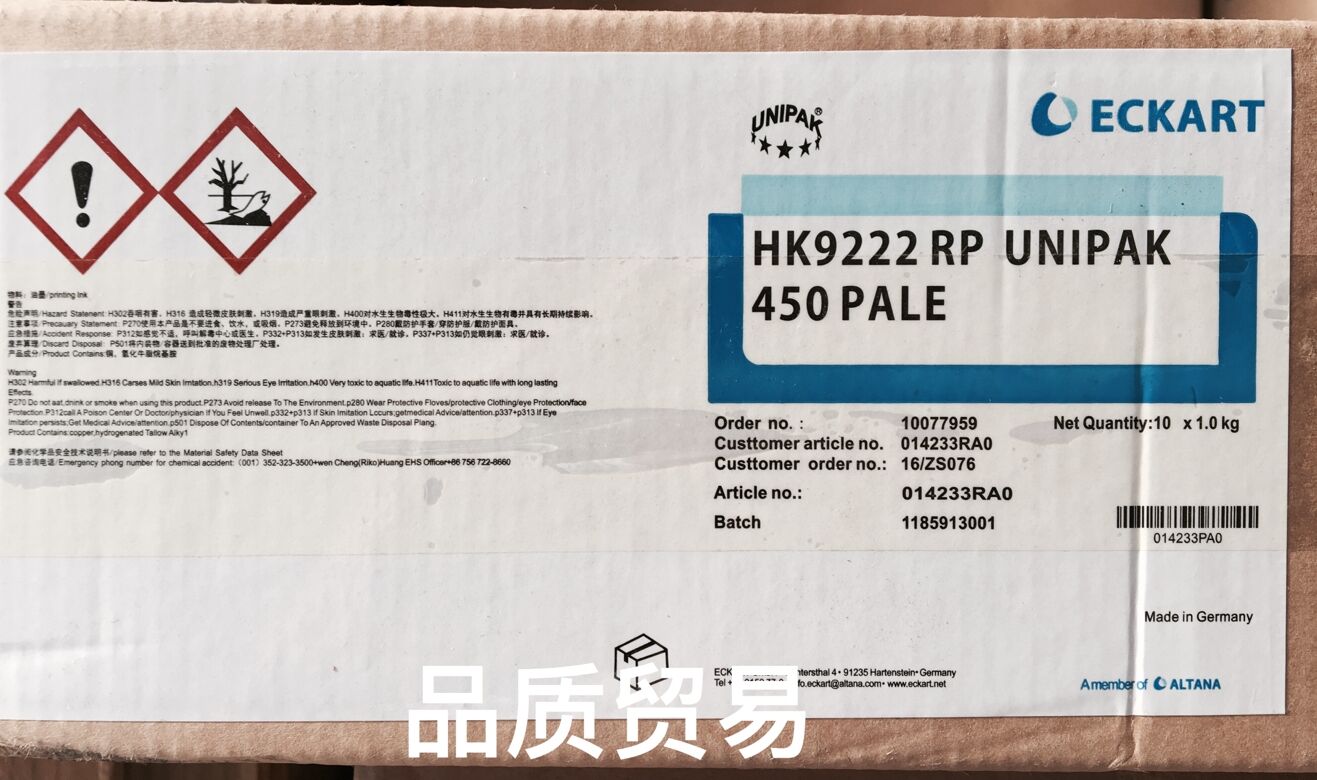 UNIPAK®
ECKART
HK9222 RP UNIPAK
450 PALE
物料：油墨/printing Ink
警告
危险声明/Hazard Statement: H302吞咽有害、H316 造成轻微皮肤刺激、H319造成严重眼刺激、H400对水生生物毒性极大、H411对水生生物有毒并具有长期持续影响。
注意事项/Precauary Statement: P270使用本产品是不要进食、饮水，或吸烟。P273避免释放到环境中。P280戴防护手套/穿防护服/戴防护面具。
应急措施/Accident Response: P312如感觉不适，呼叫解毒中心或医生。P332+P313如发生皮肤刺激：求医/就诊。P337+P313如仍觉眼刺激：求医/就诊。
废弃算理/Discard Disposal: P501将内装物/容器送到批准的废物处理厂处理。
产品成分/Product Contains:铜、氢化牛脂烷基胺
Warning
H302 Harmful If swallowed.H316 Carses Mild Skin Imtation.h319 Serious Eye Irritation.h400 Very toxic to aquatic life.H411Toxic to aquatic life with long lasting
Effects.
P270 Do not aat,drink or smoke when using this product.P273 Avoid release To The Environment.p280 Wear Protective Floves/protective Clothing/eye Protection/face
Protection.P312call A Poison Center Or Doctor/physician If You Feel Unwell.p332+p313 If Skin Imitation Lccurs:getmedical Advice/attention.p337+p313 If Eye
Imitation persists:Get Medical Advice/attention.p501 Dispose Of Contents/container To An Approved Waste Disposal Plang.
Product Contains:copper,hydrogenated Tallow Alky1
请参阅化学品安全技术说明书/please refer to the Material Safety Data Sheet
应急咨询电话/Emergency phong number for chemical accident:（001）352-323-3500+wen Cheng(Riko)Huang EHS Officer+86 756 722-8660
Order no. : 10077959 Net Quantity:10 x 1.0 kg
Custtomer article no. 014233RA0
Custtomer order no.: 16/ZS076
Article no.: 014233RA0
Batch 1185913001
014233PA0
Made in Germany
ntersthal 4• 91235 Hartenstein• Germany
Tel fo.eckart@altana.com• www.eckart.net
A member of ALTANA
品质贸易